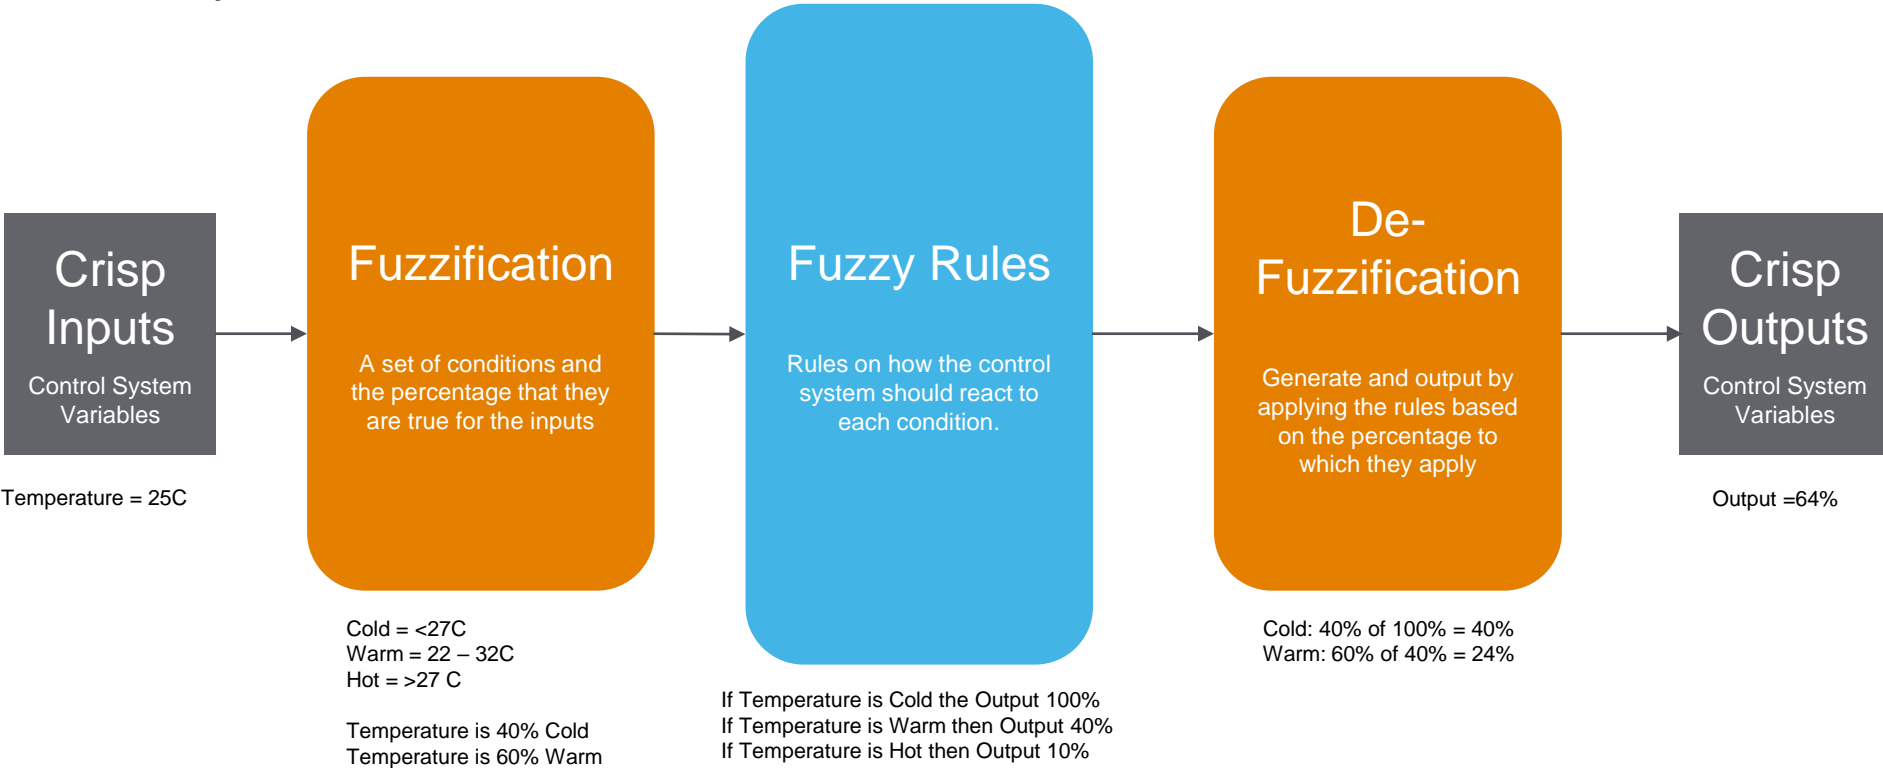 Crisp
Inputs
Control System
Variables
Temperature = 25C
Fuzzification
A set of conditions and
the percentage that they
are true for the inputs
Cold = <27C
Warm = 22 – 32C
Hot = >27 C
Temperature is 40% Cold
Temperature is 60% Warm
Fuzzy Rules
Rules on how the control
system should react to
each condition.
If Temperature is Cold the Output 100%
If Temperature is Warm then Output 40%
If Temperature is Hot then Output 10%
De-
Fuzzification
Generate and output by
applying the rules based
on the percentage to
which they apply
Cold: 40% of 100% = 40%
Warm: 60% of 40% = 24%
Crisp
Outputs
Control System
Variables
Output =64%